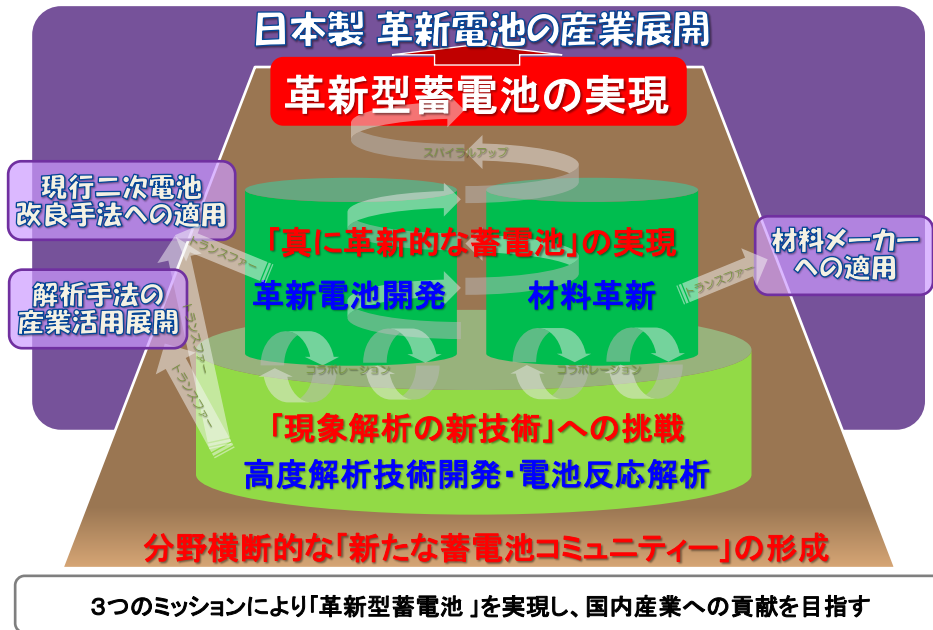 日本製 革新電池の産業展開
革新型蓄電池の実現
スパイラルアップ
現行二次電池
改良手法への適用
トランスファー
「真に革新的な蓄電池」の実現
材料メーカー
への適用
トランスファー
解析手法の
産業活用展開
革新電池開発
材料革新
トランスファー
トランスファー
コラボレーション
コラボレーション
「現象解析の新技術」への挑戦
高度解析技術開発・電池反応解析
分野横断的な「新たな蓄電池コミュニティー」の形成
3つのミッションにより「革新型蓄電池 」を実現し、国内産業への貢献を目指す